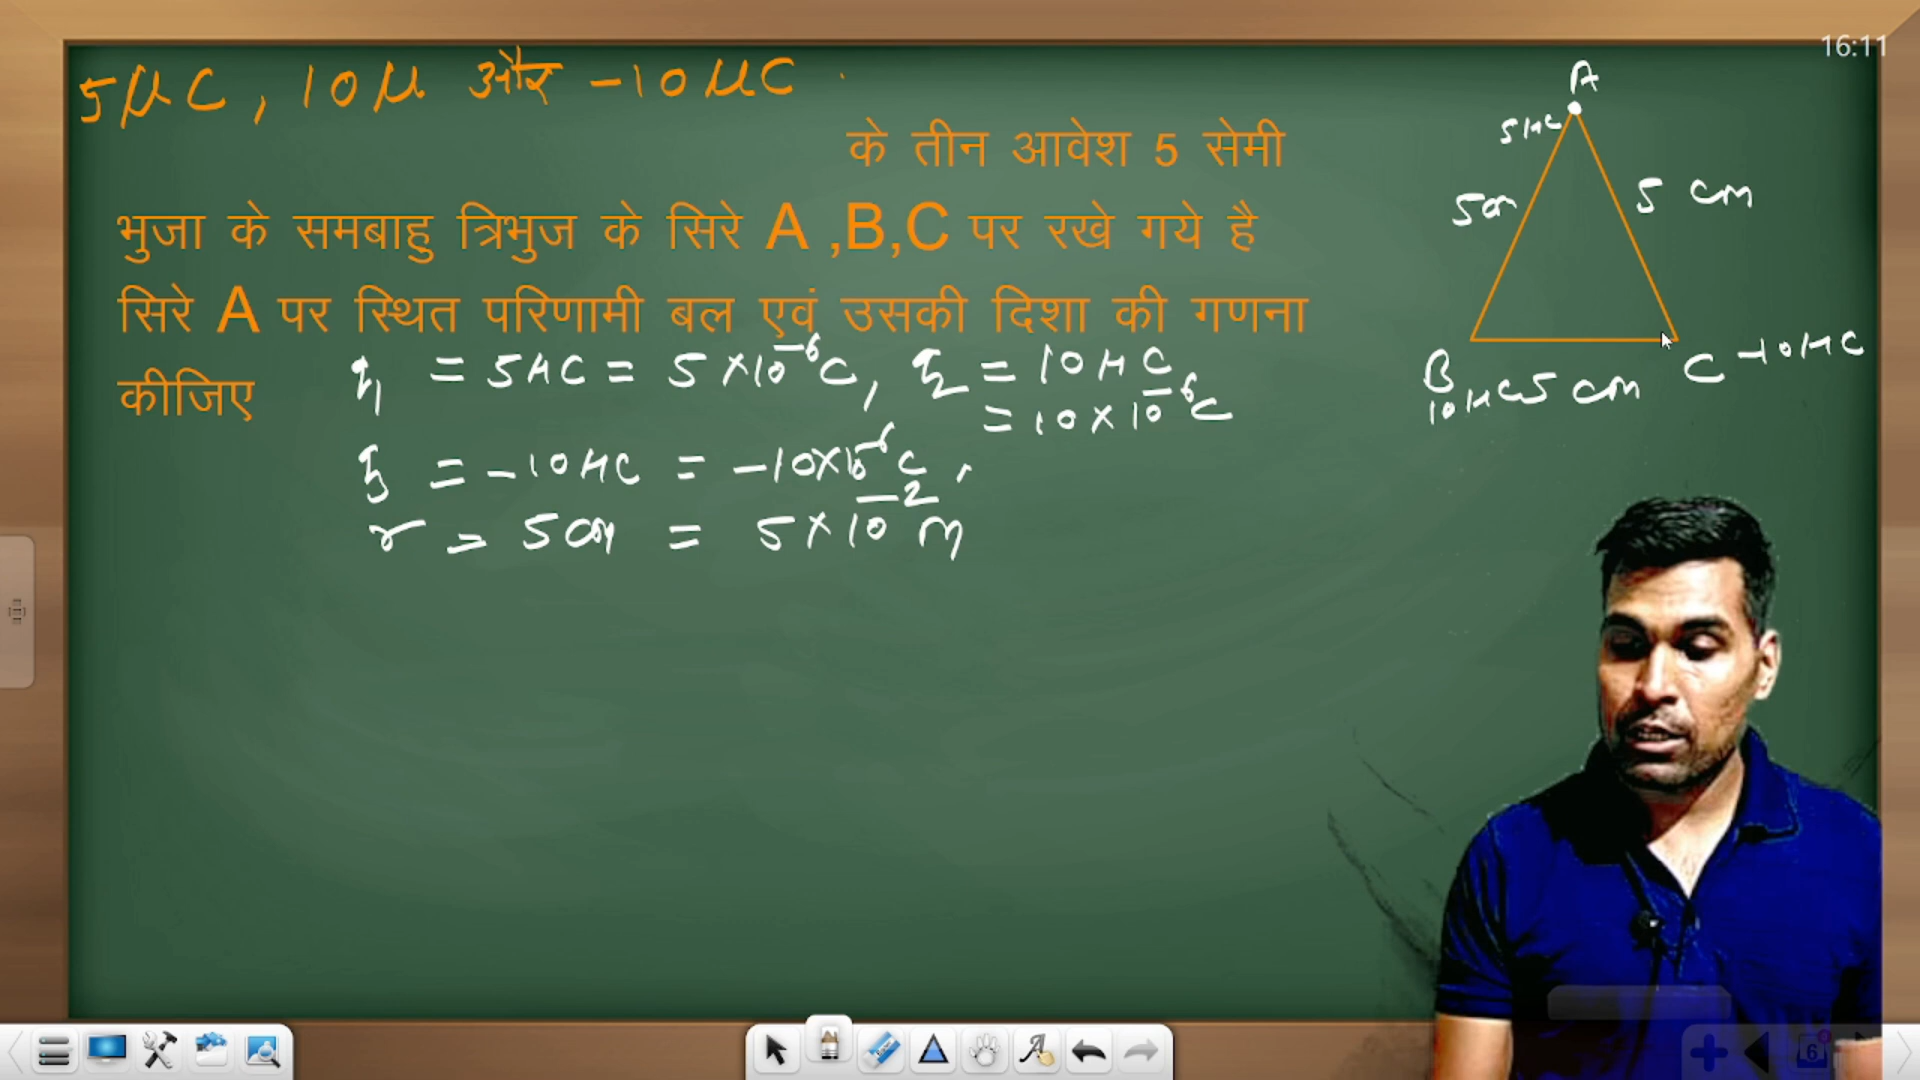 5μC, 10μ और -10μC
के तीन आवेश 5 सेमी
भुजा के समबाहु त्रिभुज के सिरे A ,B,C पर रखे गये है
सिरे A पर स्थित परिणामी बल एवं उसकी दिशा की गणना
कीजिए
q₁ = 5μC = 5×10⁻⁶C, q₂ = 10μC
= 10×10⁻⁶C
= -10μC = -10×10⁻⁶C,
r = 5cm = 5×10⁻²m
16:11
A
5μC
5cm
5 cm
B
10μC
5 cm
C -10μC
6